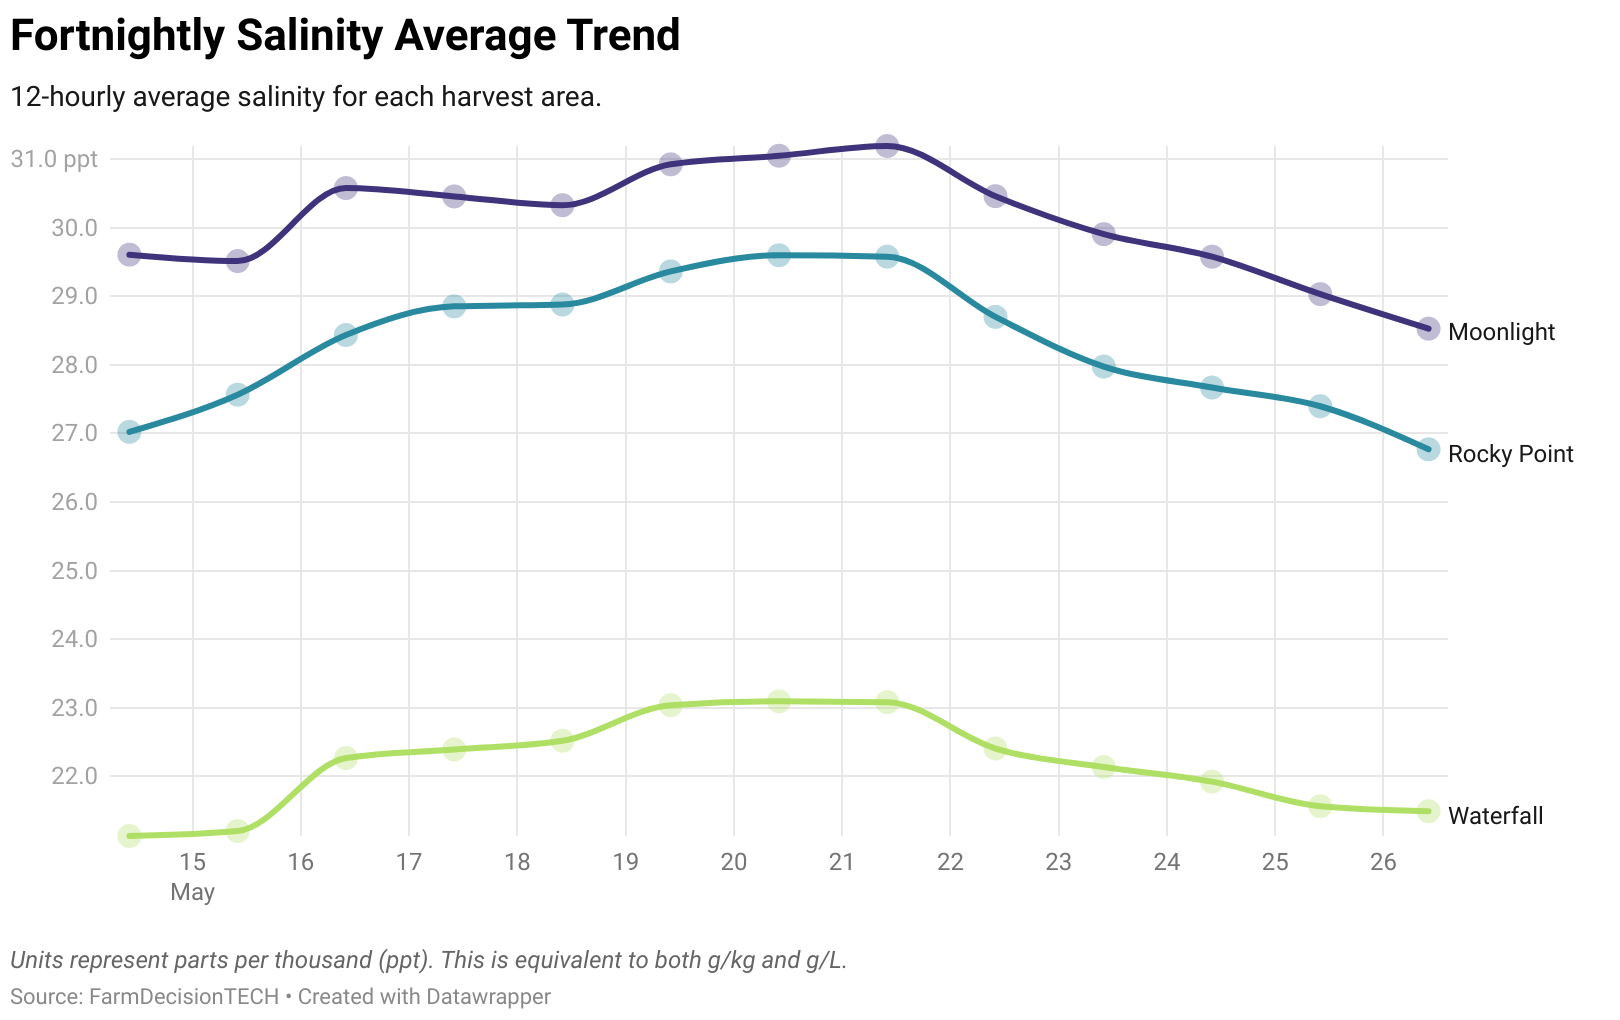 Fortnightly Salinity Average Trend
12-hourly average salinity for each harvest area.
31.0 ppt
30.0
29.0
28.0
27.0
26.0
25.0
24.0
23.0
22.0
Moonlight
Rocky Point
Waterfall
15 16 17 18 19 20 21 22 23 24 25 26
May
Units represent parts per thousand (ppt). This is equivalent to both g/kg and g/L.
Source: FarmDecisionTECH • Created with Datawrapper